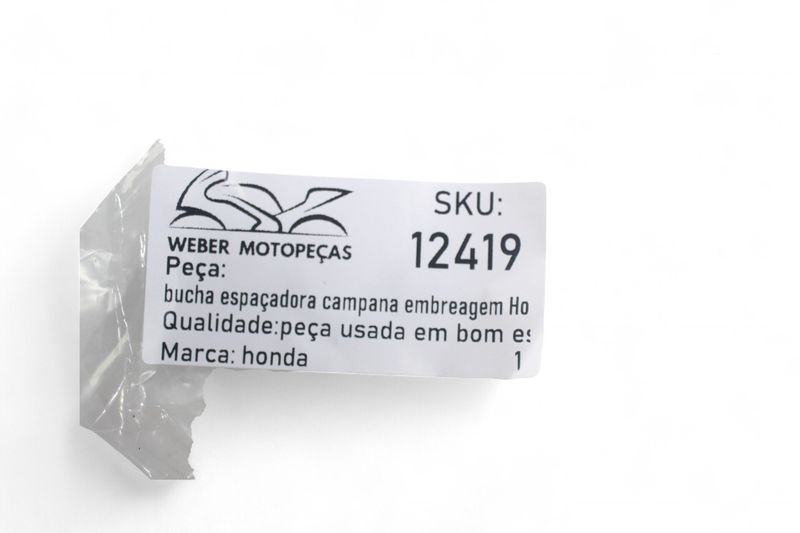 SKU:
12419
WEBER MOTOPEÇAS
Peça:
bucha espaçadora campana embreagem Ho
Qualidade:peça usada em bom es
Marca: honda 1